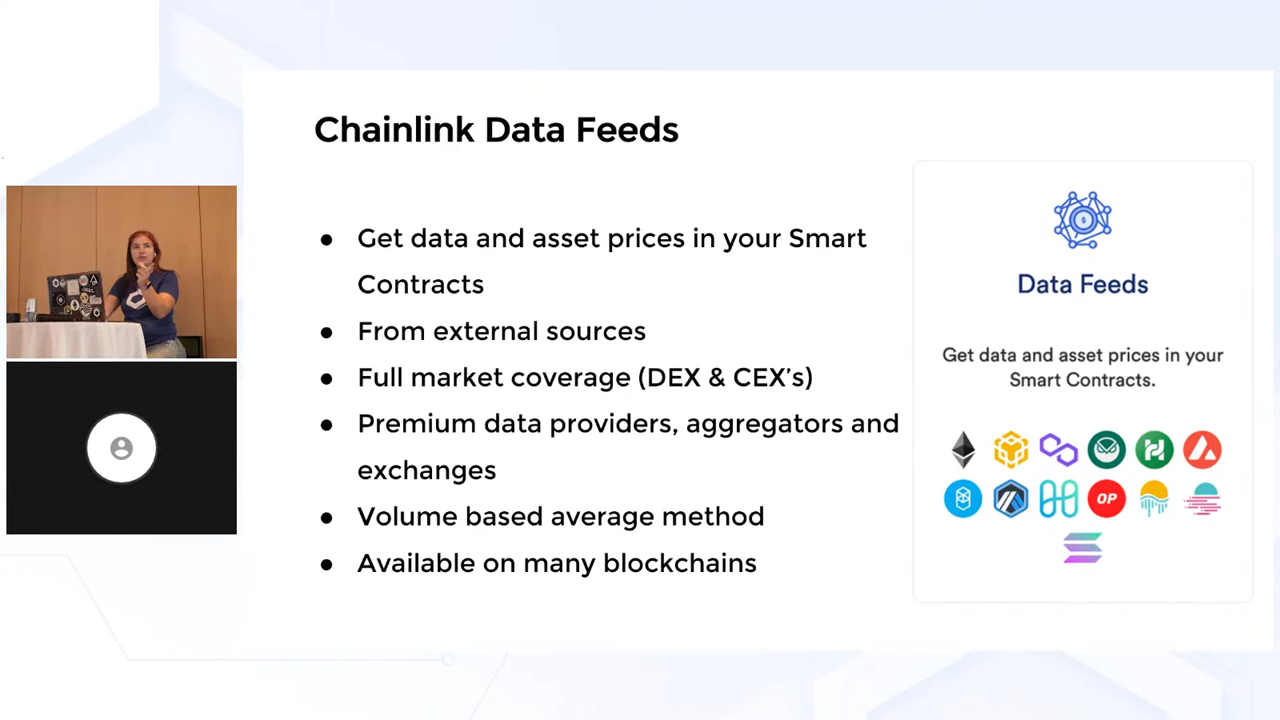 Chainlink Data Feeds
● Get data and asset prices in your Smart
Contracts
● From external sources
● Full market coverage (DEX & CEX’s)
● Premium data providers, aggregators and
exchanges
● Volume based average method
● Available on many blockchains
$
Data Feeds
Get data and asset prices in your
Smart Contracts.
OP